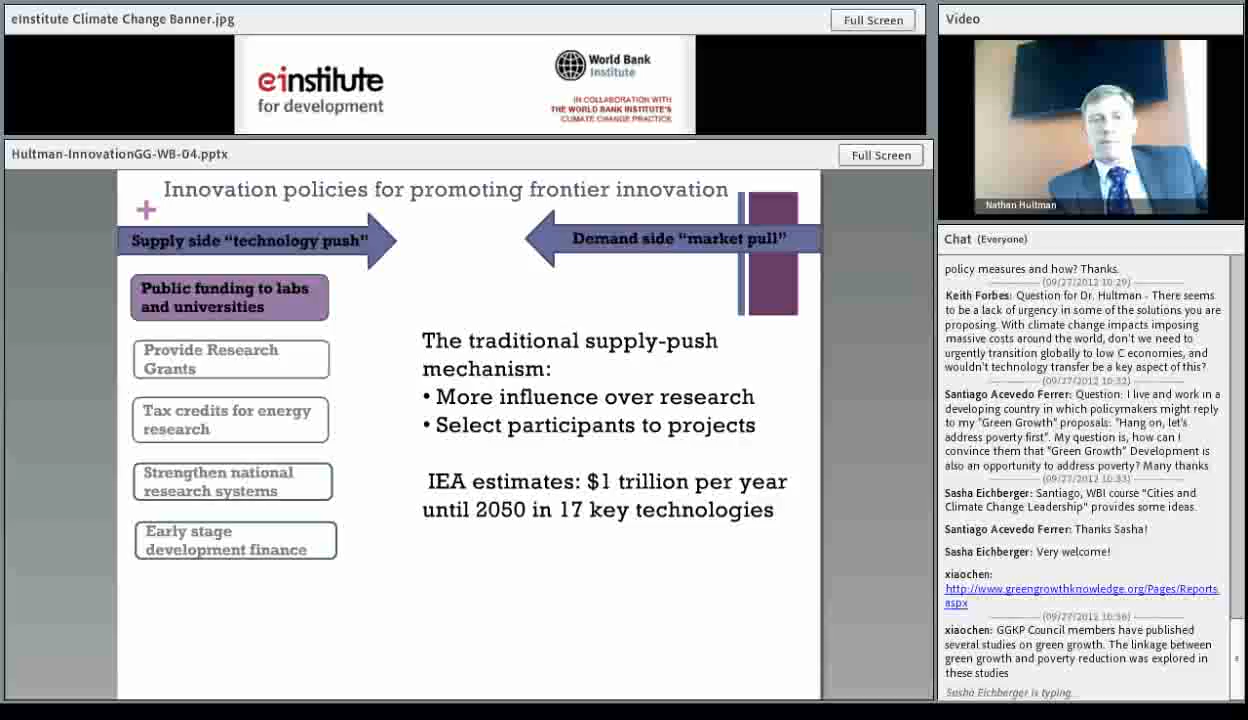 eInstitute Climate Change Banner.jpg
Full Screen
einstitute
for development
World Bank
Institute
IN COLLABORATION WITH
THE WORLD BANK INSTITUTE'S
CLIMATE CHANGE PRACTICE
Hultman-InnovationGG-WB-04.pptx
Full Screen
Innovation policies for promoting frontier innovation
+
Supply side “technology push”
Demand side “market pull”
Public funding to labs
and universities
Provide Research
Grants
Tax credits for energy
research
Strengthen national
research systems
Early stage
development finance
The traditional supply-push
mechanism:
• More influence over research
• Select participants to projects
IEA estimates: $1 trillion per year
until 2050 in 17 key technologies
Video
Nathan Hultman
Chat (Everyone)
policy measures and how? Thanks.
(09/27/2012 10:29)
Keith Forbes: Question for Dr. Hultman - There seems
to be a lack of urgency in some of the solutions you are
proposing. With climate change impacts imposing
massive costs around the world, don't we need to
urgently transition globally to low C economies, and
wouldn't technology transfer be a key aspect of this?
(09/27/2012 10:32)
Santiago Acevedo Ferrer: Question: I live and work in a
developing country in which policymakers might reply
to my "Green Growth" proposals: "Hang on, let's
address poverty first". My question is, how can I
convince them that "Green Growth" Development is
also an opportunity to address poverty? Many thanks
(09/27/2012 10:33)
Sasha Eichberger: Santiago, WBI course "Cities and
Climate Change Leadership" provides some ideas.
Santiago Acevedo Ferrer: Thanks Sasha!
Sasha Eichberger: Very welcome!
xiaochen:
http://www.greengrowthknowledge.org/Pages/Reports.
aspx
(09/27/2012 10:36)
xiaochen: GGKP Council members have published
several studies on green growth. The linkage between
green growth and poverty reduction was explored in
these studies
Sasha Eichberger is typing...